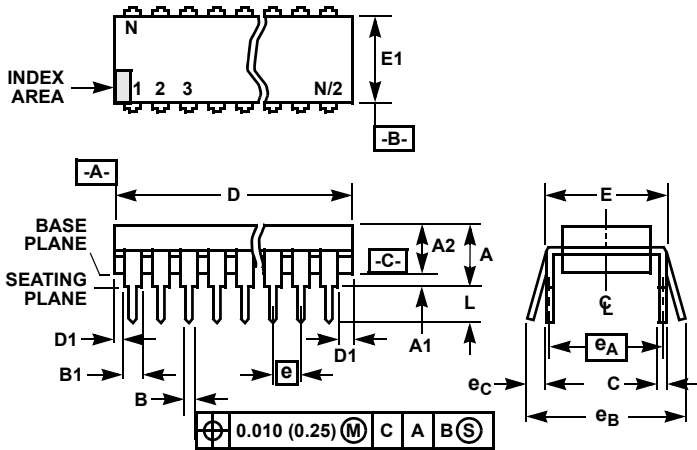 N
INDEX
AREA
1 2 3 N/2
E1
-B-
-A-
D
E
BASE
PLANE
A2
A
-C-
SEATING
PLANE
L
C
L
D1
A1
D1
eA
B1
e
eC
C
B
eB
0.010 (0.25) M C A B S